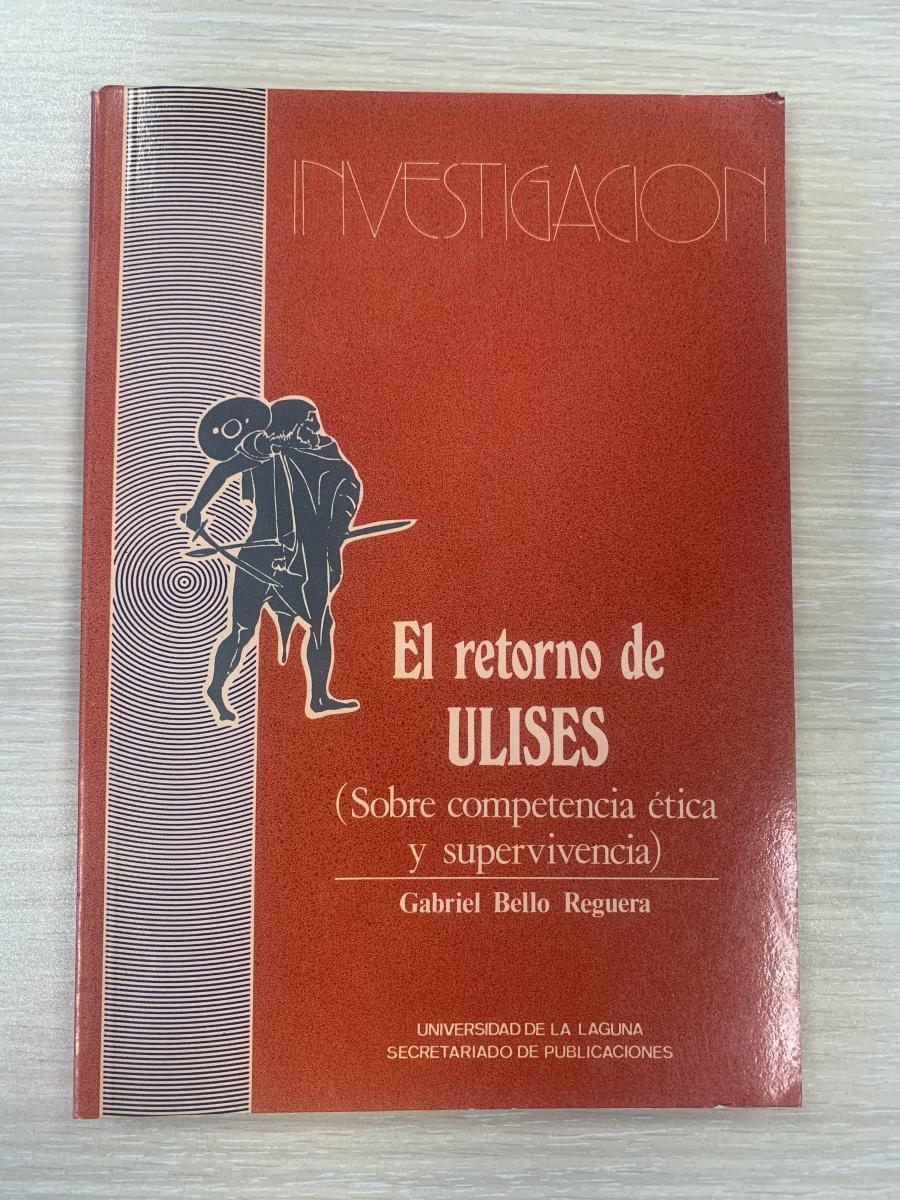 INVESTIGACION
El retorno de
ULISES
(Sobre competencia ética
y supervivencia)
Gabriel Bello Reguera
UNIVERSIDAD DE LA LAGUNA
SECRETARIADO DE PUBLICACIONES